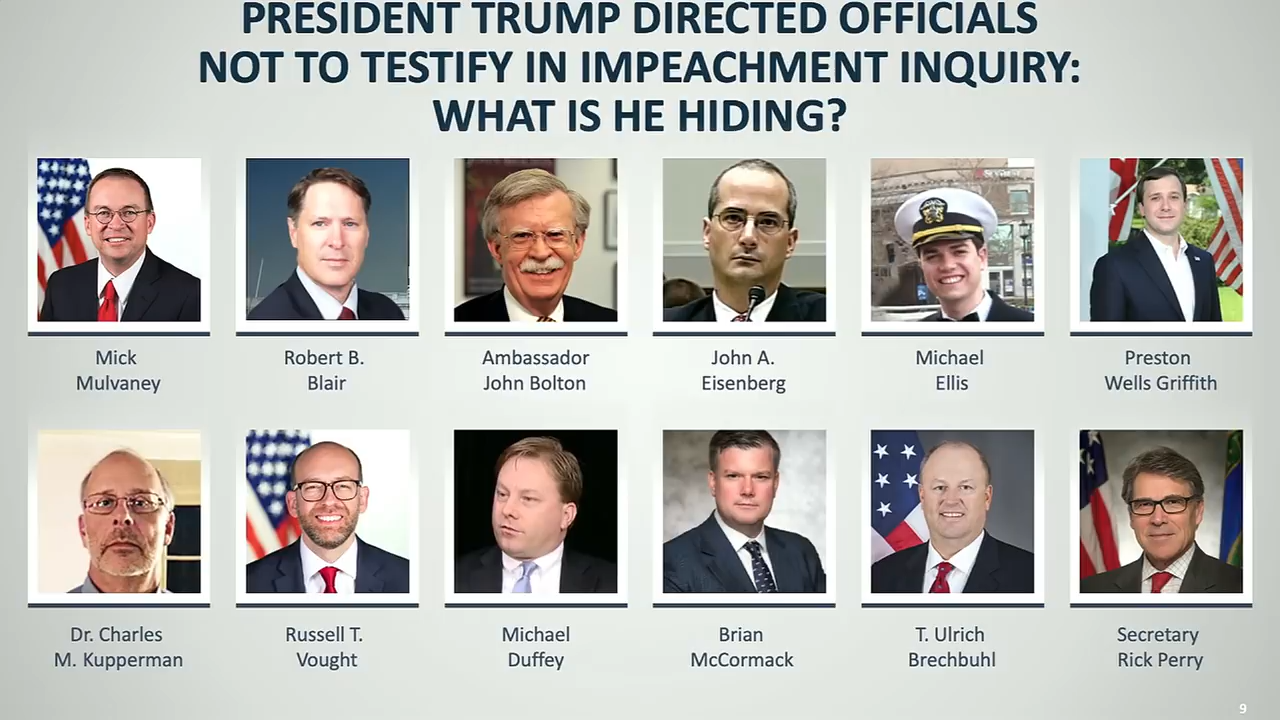 PRESIDENT TRUMP DIRECTED OFFICIALS
NOT TO TESTIFY IN IMPEACHMENT INQUIRY:
WHAT IS HE HIDING?
Mick
Mulvaney
Robert B.
Blair
Ambassador
John Bolton
John A.
Eisenberg
Michael
Ellis
Preston
Wells Griffith
Dr. Charles
M. Kupperman
Russell T.
Vought
Michael
Duffey
Brian
McCormack
T. Ulrich
Brechbuhl
Secretary
Rick Perry
9